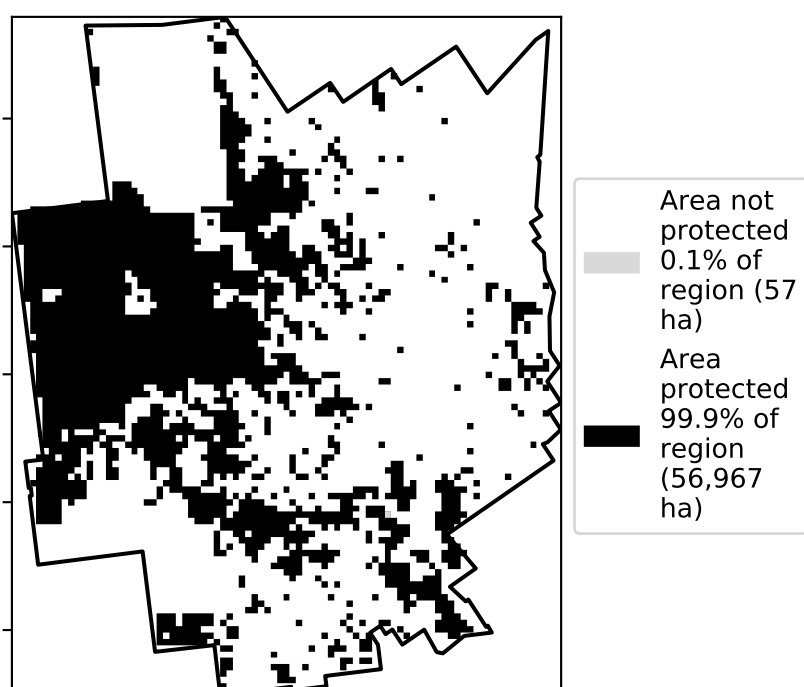 Area not
protected
0.1% of
region (57
ha)
Area
protected
99.9% of
region
(56,967
ha)